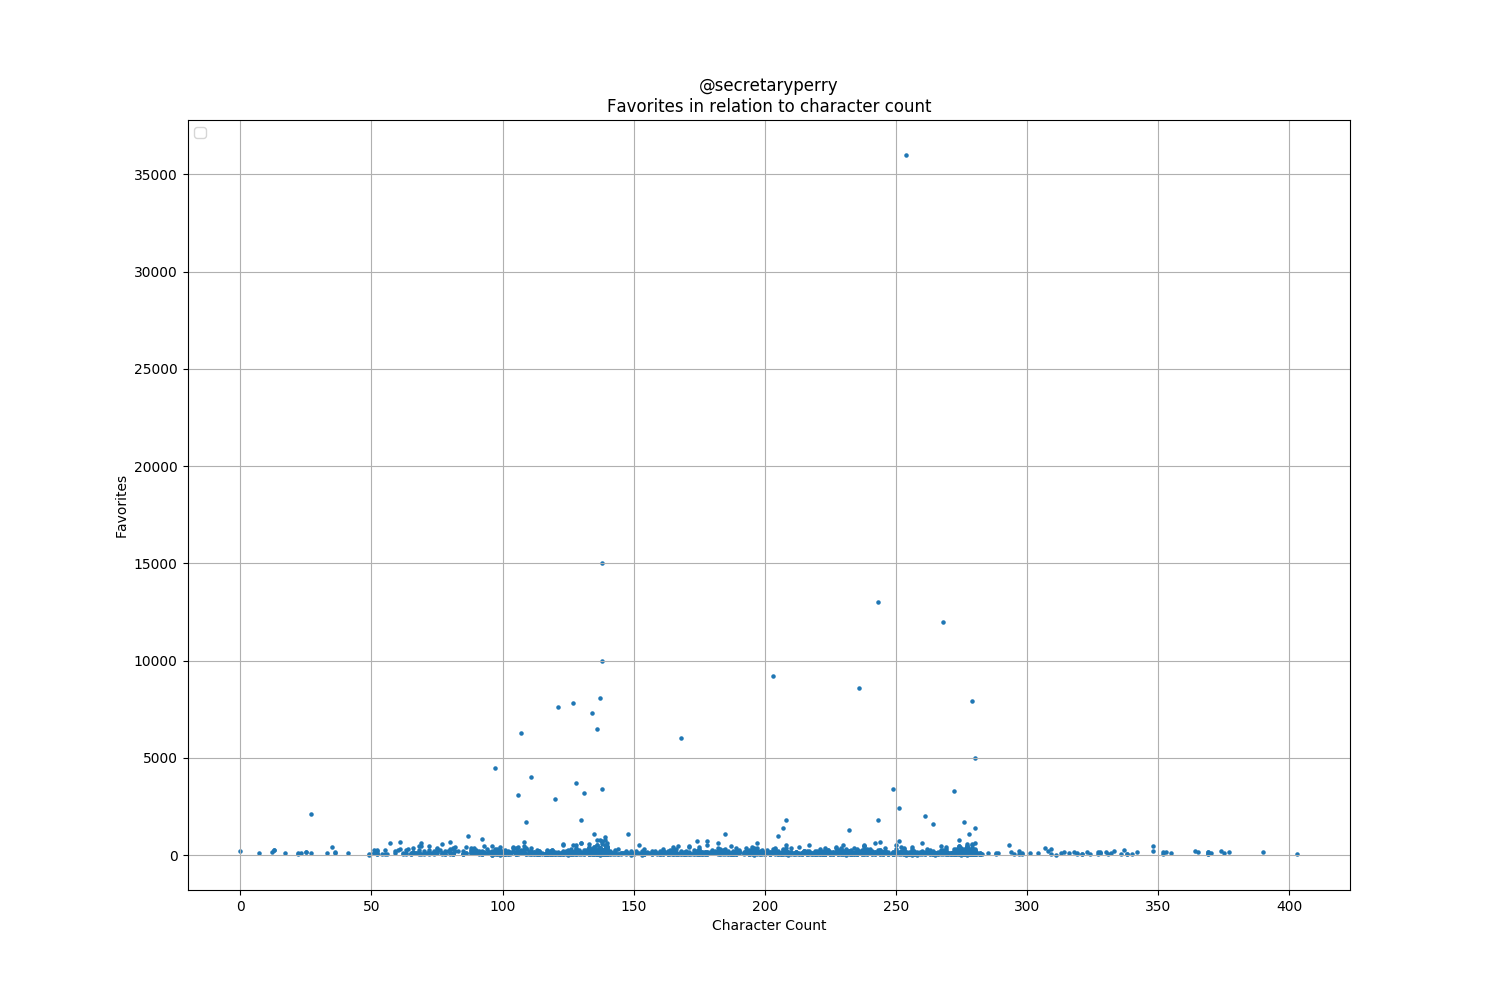 @secretaryperry
Favorites in relation to character count
35000
30000
25000
20000
15000
10000
5000
0
Favorites
0 50 100 150 200 250 300 350 400
Character Count